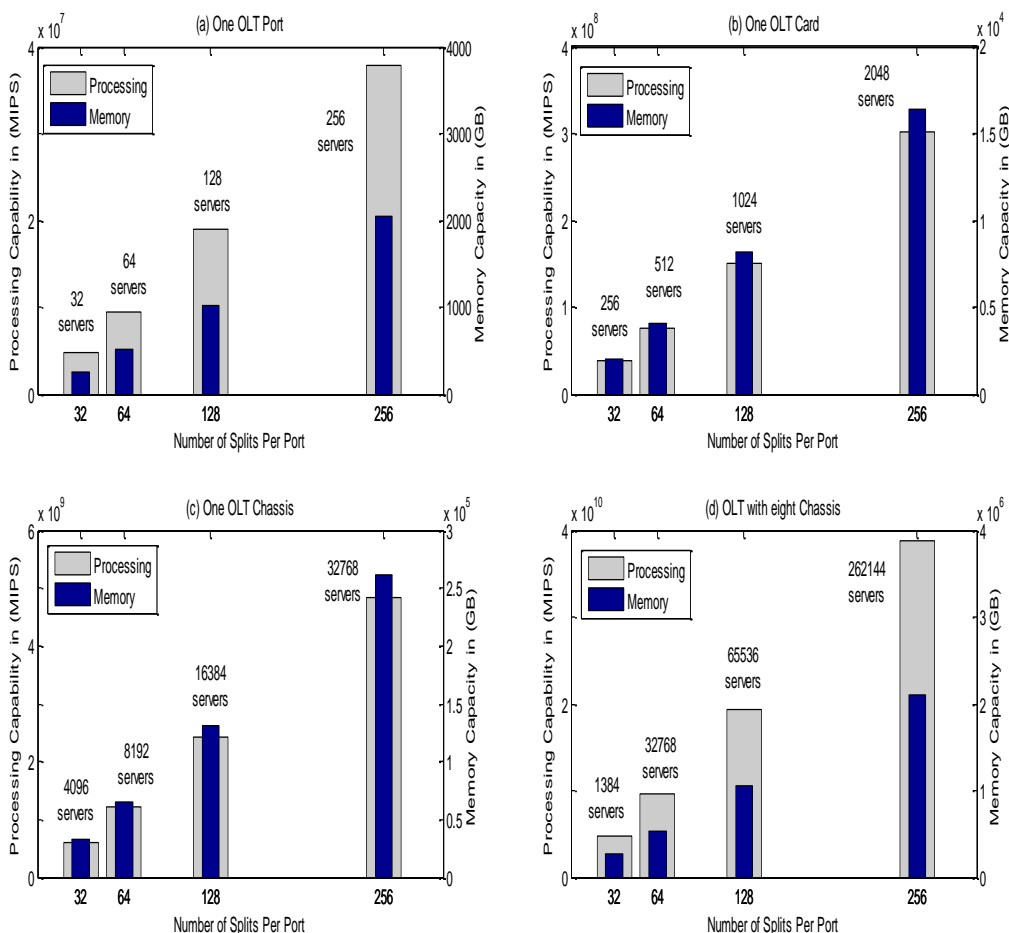 (a) One OLT Port
x 10^7
Processing Capability in (MIPS)
Memory Capacity in (GB)
4
2
0
4000
3000
2000
1000
0
Processing
Memory
32
servers
64
servers
128
servers
256
servers
32
64
128
256
Number of Splits Per Port
(b) One OLT Card
x 10^8
x 10^4
Processing Capability in (MIPS)
Memory Capacity in (GB)
4
3
2
1
0
2
1.5
1
0.5
0
Processing
Memory
256
servers
512
servers
1024
servers
2048
servers
32
64
128
256
Number of Splits Per Port
(c) One OLT Chassis
x 10^9
x 10^5
Processing Capability in (MIPS)
Memory Capacity in (GB)
6
4
2
0
3
2.5
2
1.5
1
0.5
0
Processing
Memory
4096
servers
8192
servers
16384
servers
32768
servers
32
64
128
256
Number of Splits Per Port
(d) OLT with eight Chassis
x 10^10
x 10^6
Processing Capability in (MIPS)
Memory Capacity in (GB)
4
2
0
4
3
2
1
0
Processing
Memory
1384
servers
32768
servers
65536
servers
262144
servers
32
64
128
256
Number of Splits Per Port